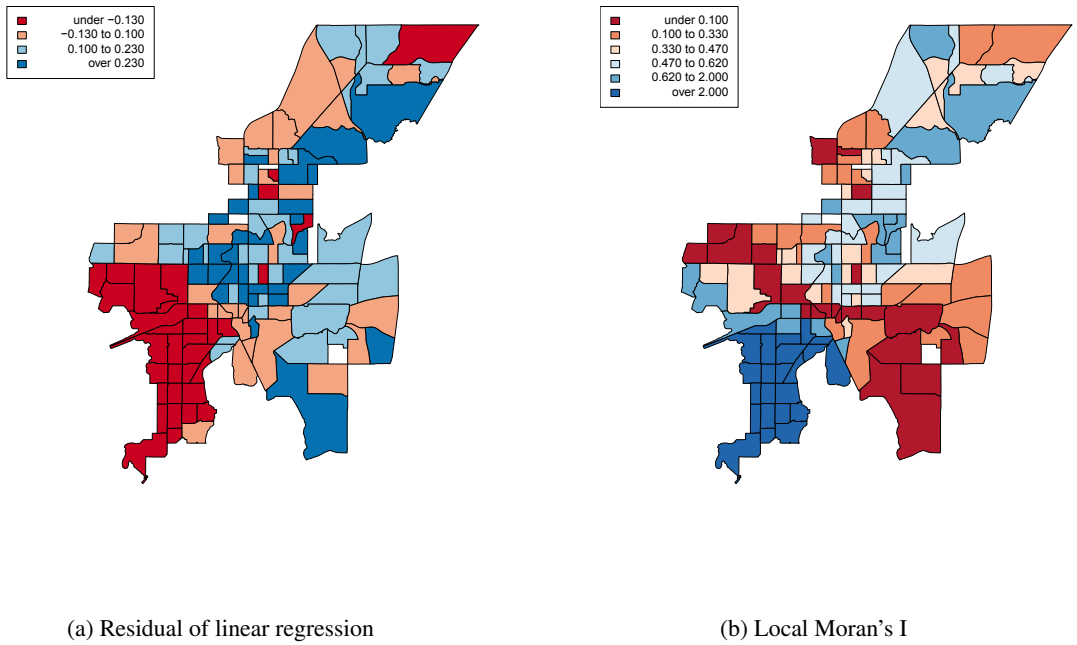 under −0.130
−0.130 to 0.100
0.100 to 0.230
over 0.230
under 0.100
0.100 to 0.330
0.330 to 0.470
0.470 to 0.620
0.620 to 2.000
over 2.000
(a) Residual of linear regression
(b) Local Moran's I